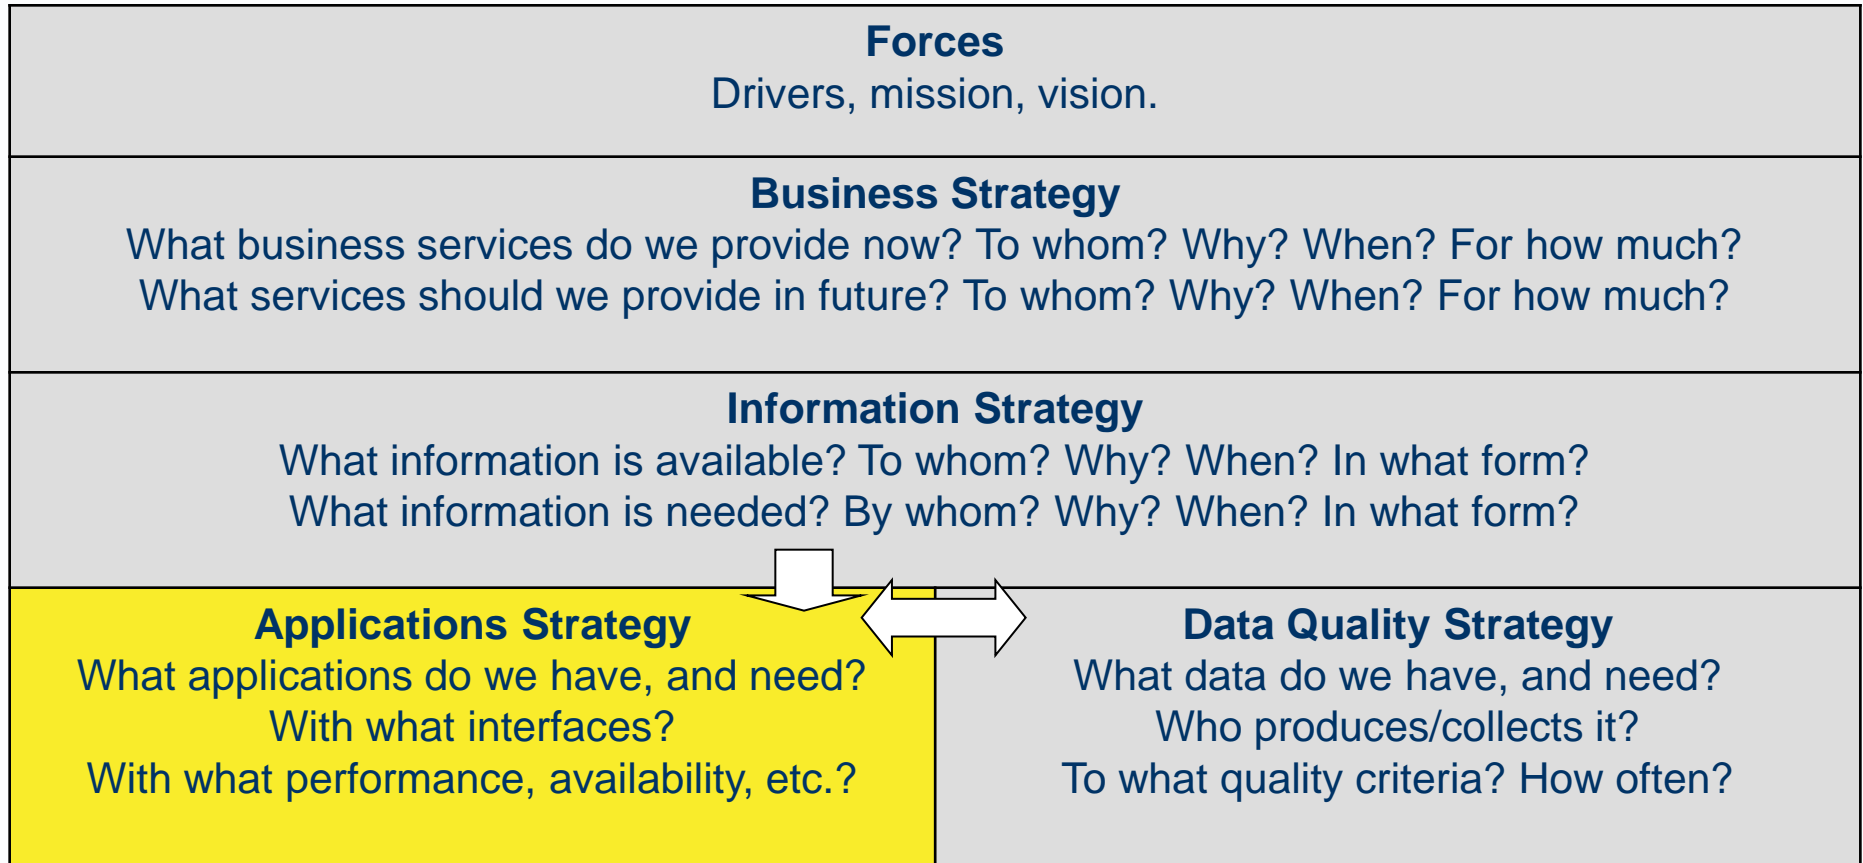 Forces
Drivers, mission, vision.
Business Strategy
What business services do we provide now? To whom? Why? When? For how much?
What services should we provide in future? To whom? Why? When? For how much?
Information Strategy
What information is available? To whom? Why? When? In what form?
What information is needed? By whom? Why? When? In what form?
Applications Strategy
What applications do we have, and need?
With what interfaces?
With what performance, availability, etc.?
Data Quality Strategy
What data do we have, and need?
Who produces/collects it?
To what quality criteria? How often?